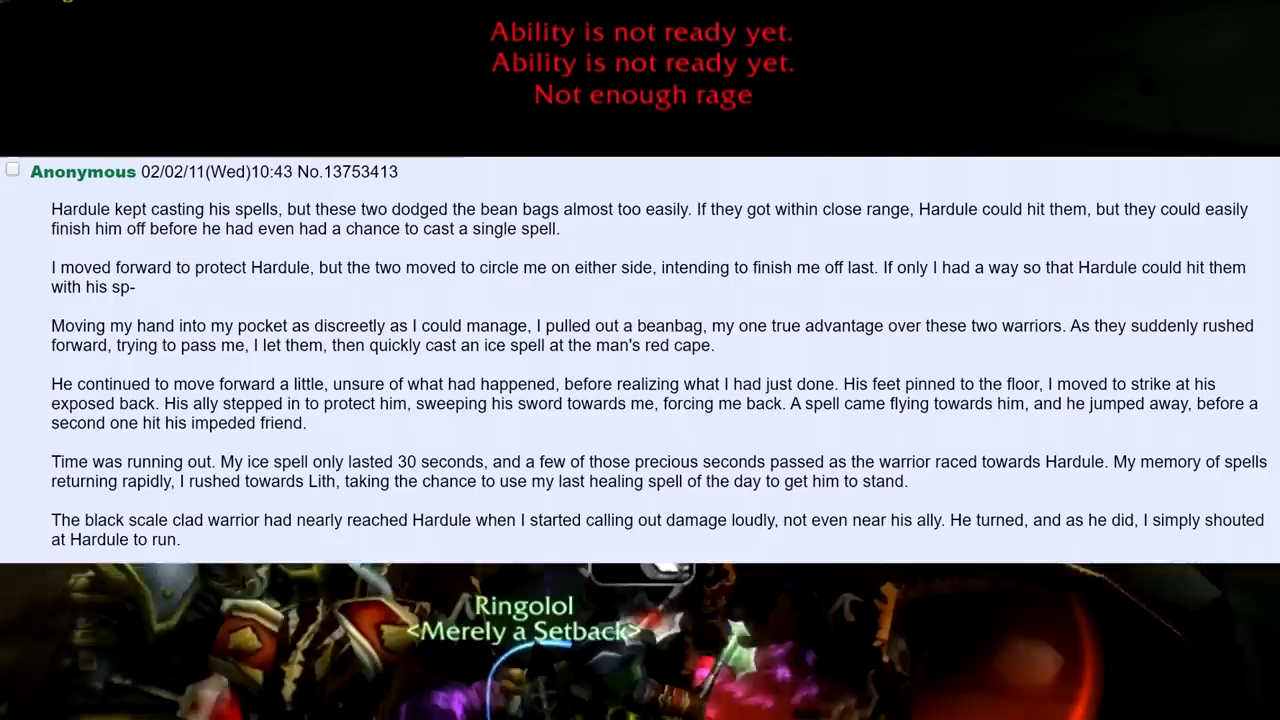 Ability is not ready yet.
Ability is not ready yet.
Not enough rage
Anonymous 02/02/11(Wed)10:43 No.13753413
Hardule kept casting his spells, but these two dodged the bean bags almost too easily. If they got within close range, Hardule could hit them, but they could easily
finish him off before he had even had a chance to cast a single spell.
I moved forward to protect Hardule, but the two moved to circle me on either side, intending to finish me off last. If only I had a way so that Hardule could hit them
with his sp-
Moving my hand into my pocket as discreetly as I could manage, I pulled out a beanbag, my one true advantage over these two warriors. As they suddenly rushed
forward, trying to pass me, I let them, then quickly cast an ice spell at the man's red cape.
He continued to move forward a little, unsure of what had happened, before realizing what I had just done. His feet pinned to the floor, I moved to strike at his
exposed back. His ally stepped in to protect him, sweeping his sword towards me, forcing me back. A spell came flying towards him, and he jumped away, before a
second one hit his impeded friend.
Time was running out. My ice spell only lasted 30 seconds, and a few of those precious seconds passed as the warrior raced towards Hardule. My memory of spells
returning rapidly, I rushed towards Lith, taking the chance to use my last healing spell of the day to get him to stand.
The black scale clad warrior had nearly reached Hardule when I started calling out damage loudly, not even near his ally. He turned, and as he did, I simply shouted
at Hardule to run.
Ringolol
<Merely a Setback>